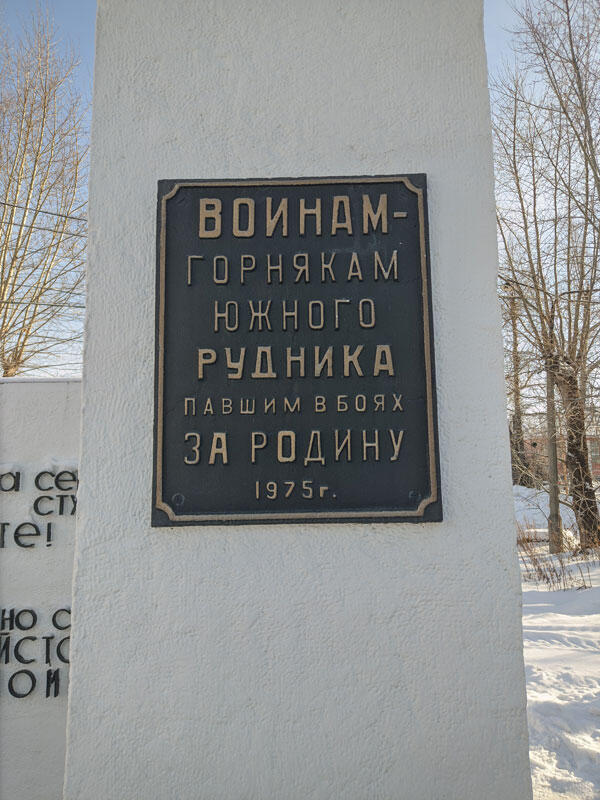 ВОИНАМ-
ГОРНЯКАМ
ЮЖНОГО
РУДНИКА
ПАВШИМ В БОЯХ
ЗА РОДИНУ
1975г.